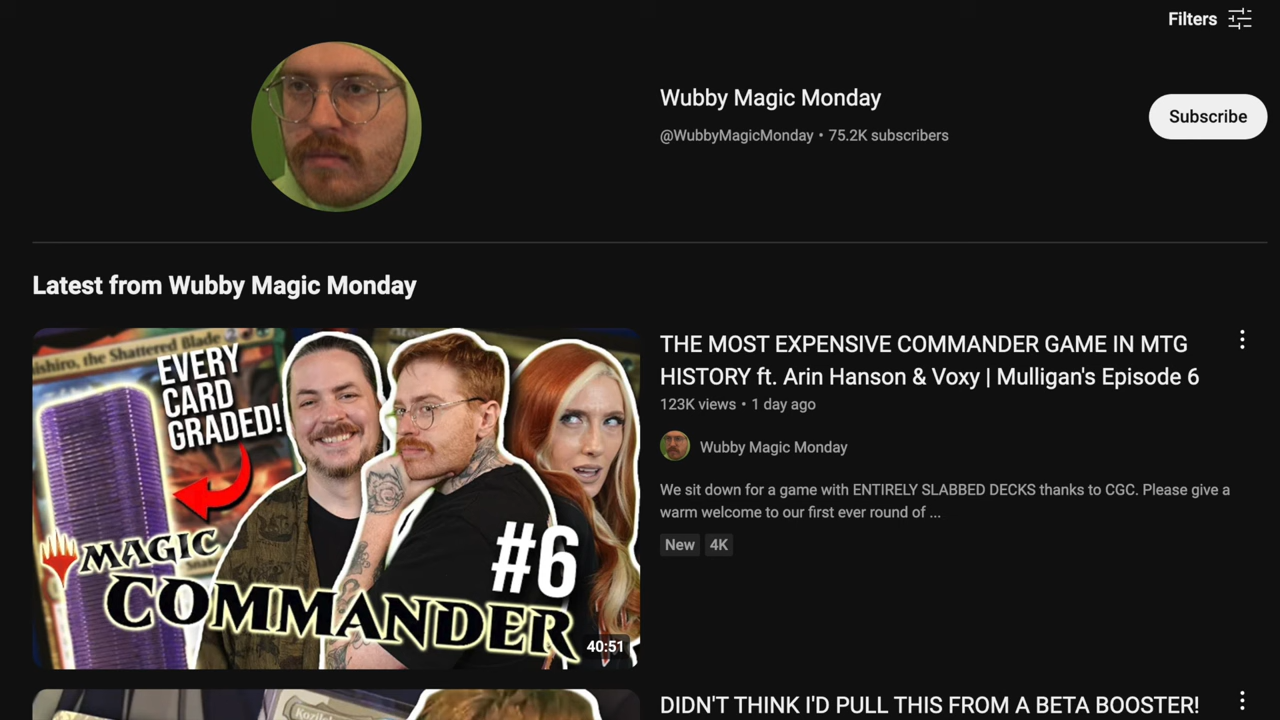 Filters
Wubby Magic Monday
@WubbyMagicMonday • 75.2K subscribers
Subscribe
Latest from Wubby Magic Monday
ishiro, the Shattered Blade
EVERY
CARD
GRADED!
MAGIC
COMMANDER
#6
40:51
THE MOST EXPENSIVE COMMANDER GAME IN MTG
HISTORY ft. Arin Hanson & Voxy | Mulligan's Episode 6
123K views • 1 day ago
Wubby Magic Monday
We sit down for a game with ENTIRELY SLABBED DECKS thanks to CGC. Please give a
warm welcome to our first ever round of ...
New 4K
DIDN'T THINK I'D PULL THIS FROM A BETA BOOSTER!